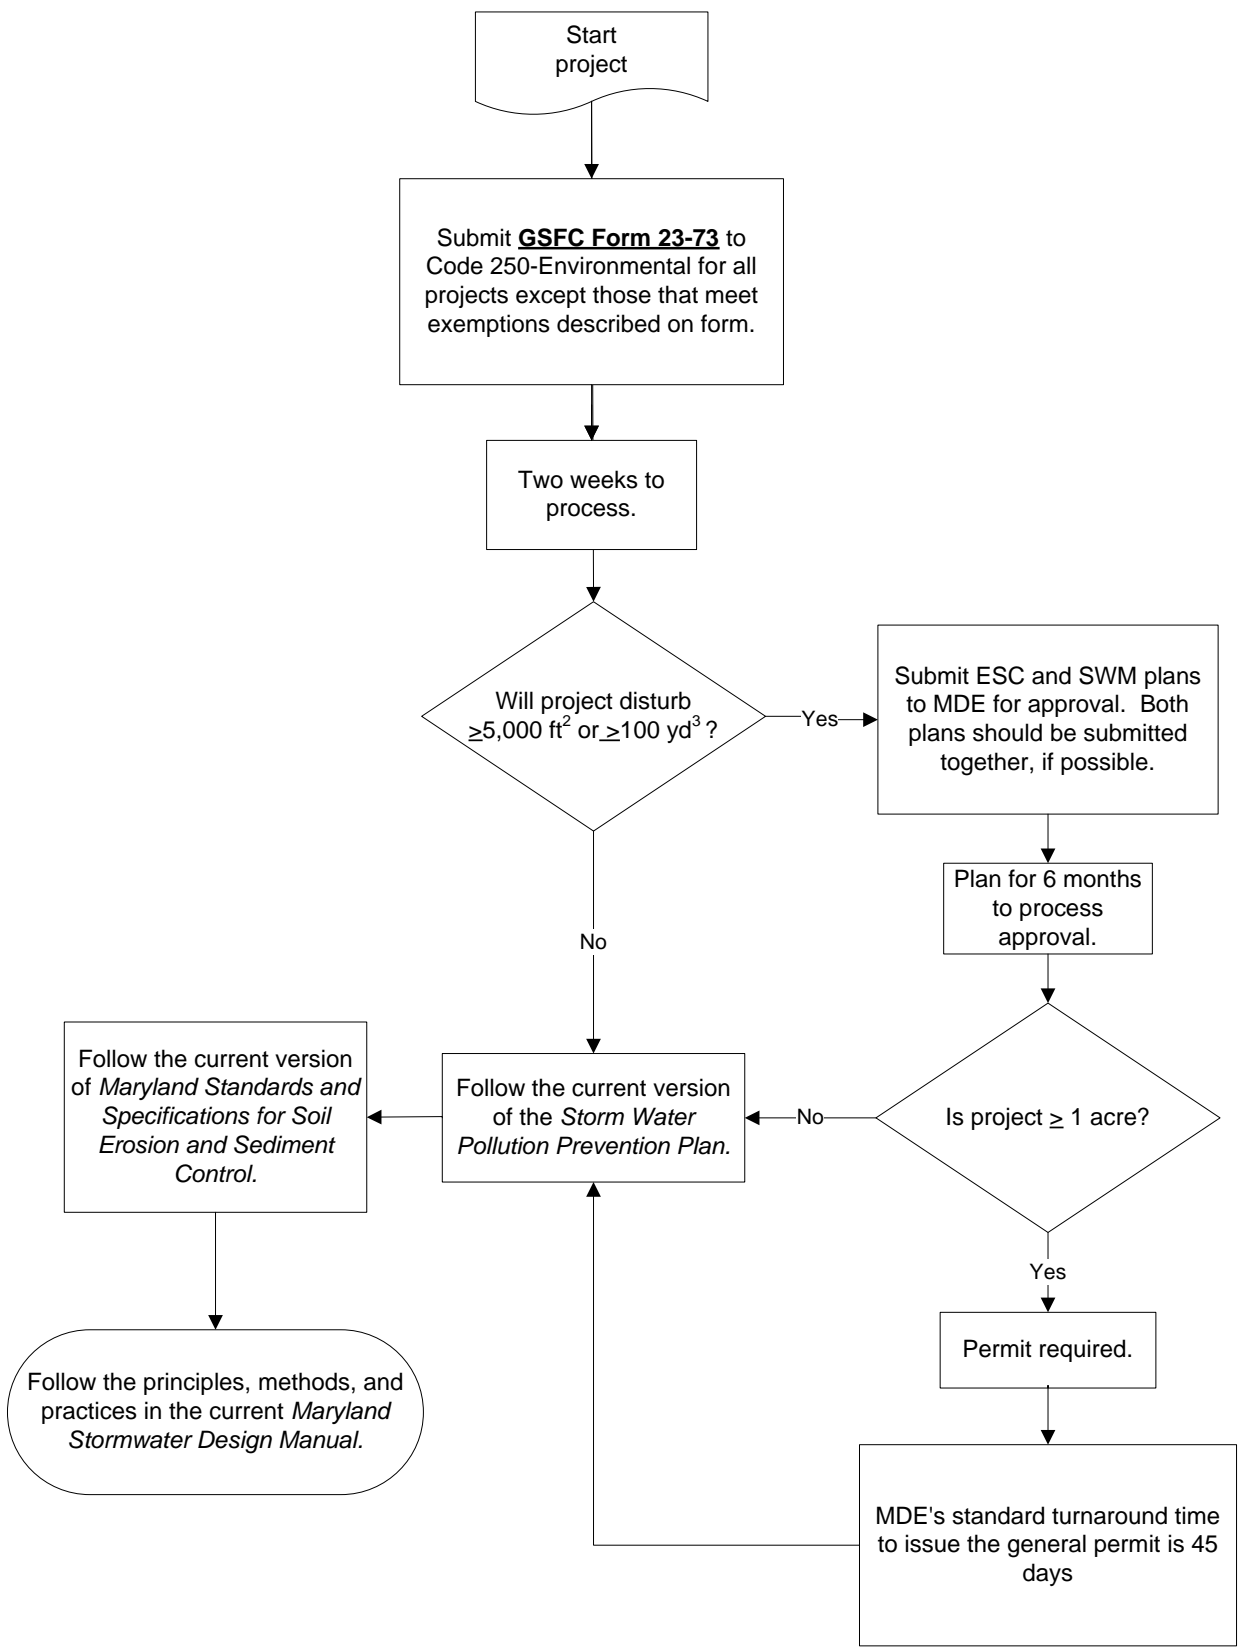 Start
project
Submit GSFC Form 23-73 to
Code 250-Environmental for all
projects except those that meet
exemptions described on form.
Two weeks to
process.
Will project disturb
≥5,000 ft² or ≥100 yd³ ?
Yes
Submit ESC and SWM plans
to MDE for approval.  Both
plans should be submitted
together, if possible.
Plan for 6 months
to process
approval.
No
Is project ≥ 1 acre?
No
Follow the current version
of the Storm Water
Pollution Prevention Plan.
Follow the current version
of Maryland Standards and
Specifications for Soil
Erosion and Sediment
Control.
Yes
Permit required.
Follow the principles, methods, and
practices in the current Maryland
Stormwater Design Manual.
MDE's standard turnaround time
to issue the general permit is 45
days